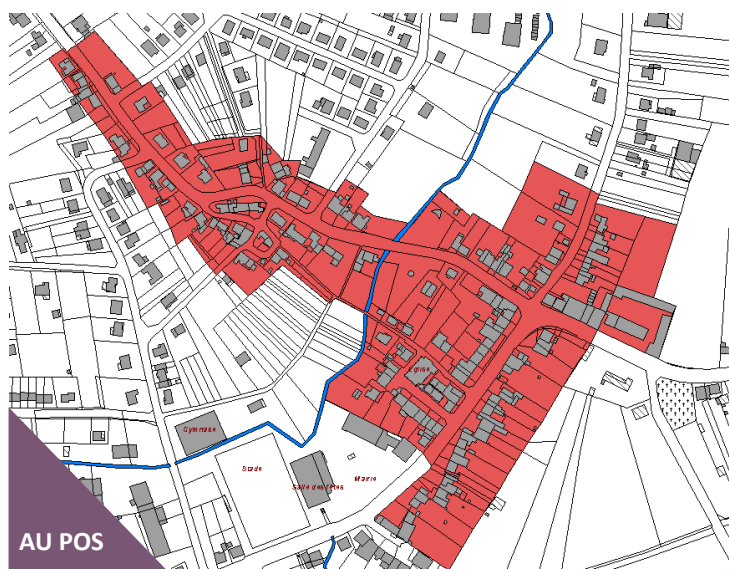 Eglise
Gymnase
Stade
Salle des fêtes
Mairie
AU POS